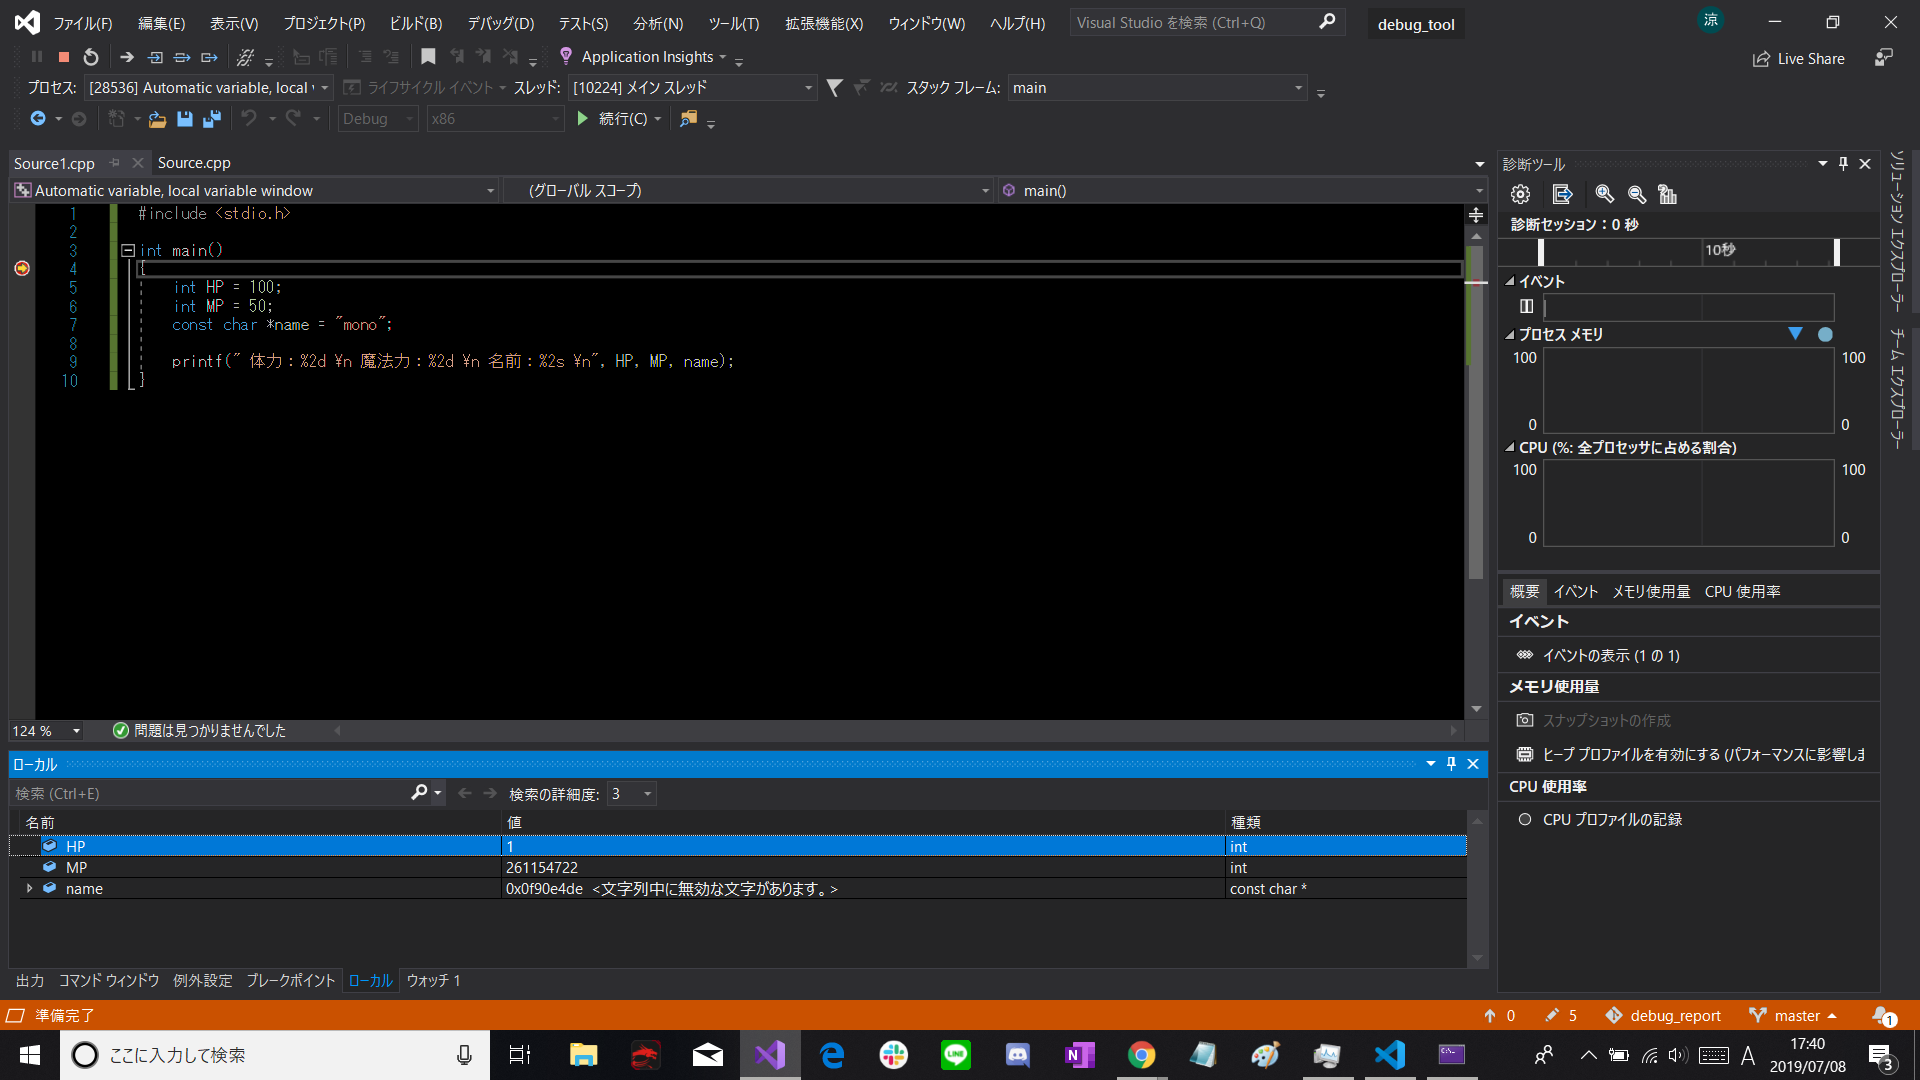 ファイル(F) 編集(E) 表示(V) プロジェクト(P) ビルド(B) デバッグ(D) テスト(S) 分析(N) ツール(T) 拡張機能(X) ウィンドウ(W) ヘルプ(H) Visual Studio を検索 (Ctrl+Q) debug_tool 涼
Application Insights Live Share
プロセス: [28536] Automatic variable, local ライフサイクル イベント スレッド: [10224] メイン スレッド スタック フレーム: main
Debug x86 続行(C)
Source1.cpp Source.cpp
Automatic variable, local variable window (グローバル スコープ) main()
1 #include <stdio.h>
2
3 int main()
4 {
5 int HP = 100;
6 int MP = 50;
7 const char *name = "mono";
8
9 printf(" 体力：%2d \n 魔法力：%2d \n 名前：%2s \n", HP, MP, name);
10 }
124 % 問題は見つかりませんでした
ローカル
検索 (Ctrl+E) 検索の詳細度: 3
名前 値 種類
HP 1 int
MP 261154722 int
name 0x0f90e4de <文字列中に無効な文字があります。> const char *
出力 コマンド ウィンドウ 例外設定 ブレークポイント ローカル ウォッチ 1
診断ツール
診断セッション：0 秒
10秒
イベント
プロセス メモリ
100 100
0 0
CPU (%: 全プロセッサに占める割合)
100 100
0 0
概要 イベント メモリ使用量 CPU 使用率
イベント
イベントの表示 (1 の 1)
メモリ使用量
スナップショットの作成
ヒープ プロファイルを有効にする (パフォーマンスに影響しま
CPU 使用率
CPU プロファイルの記録
ソリューション エクスプローラー
チーム エクスプローラー
準備完了 0 5 debug_report master 1
ここに入力して検索 LINE N A 17:40
2019/07/08 3